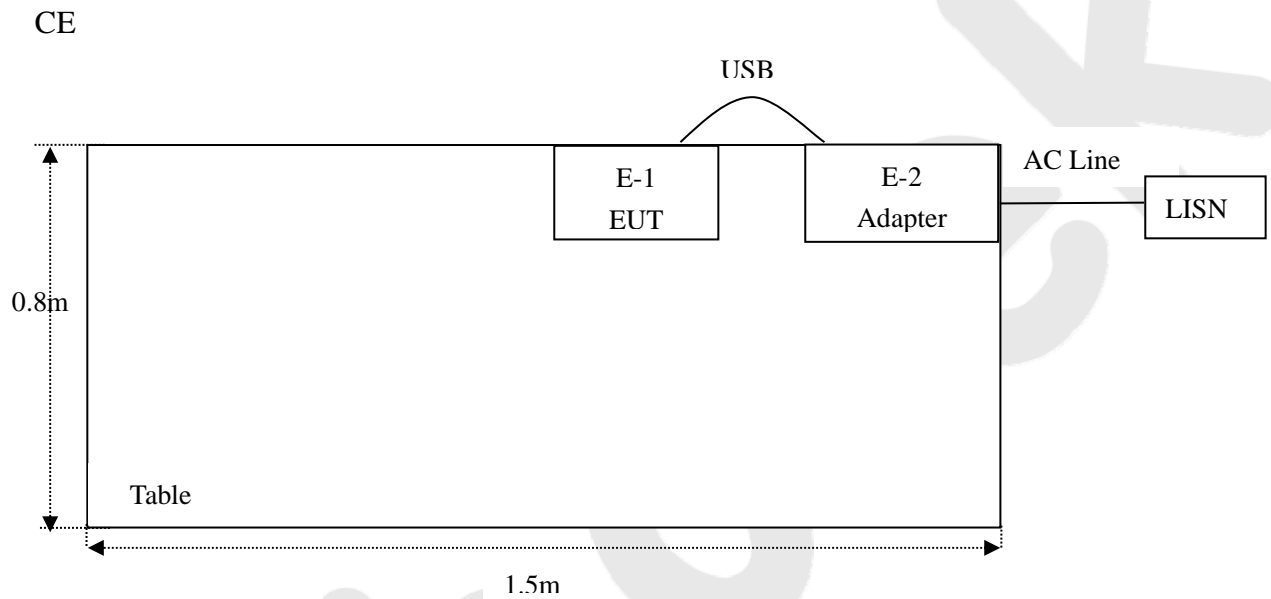 CE
USB
E-1
EUT
E-2
Adapter
AC Line
LISN
0.8m
Table
1.5m